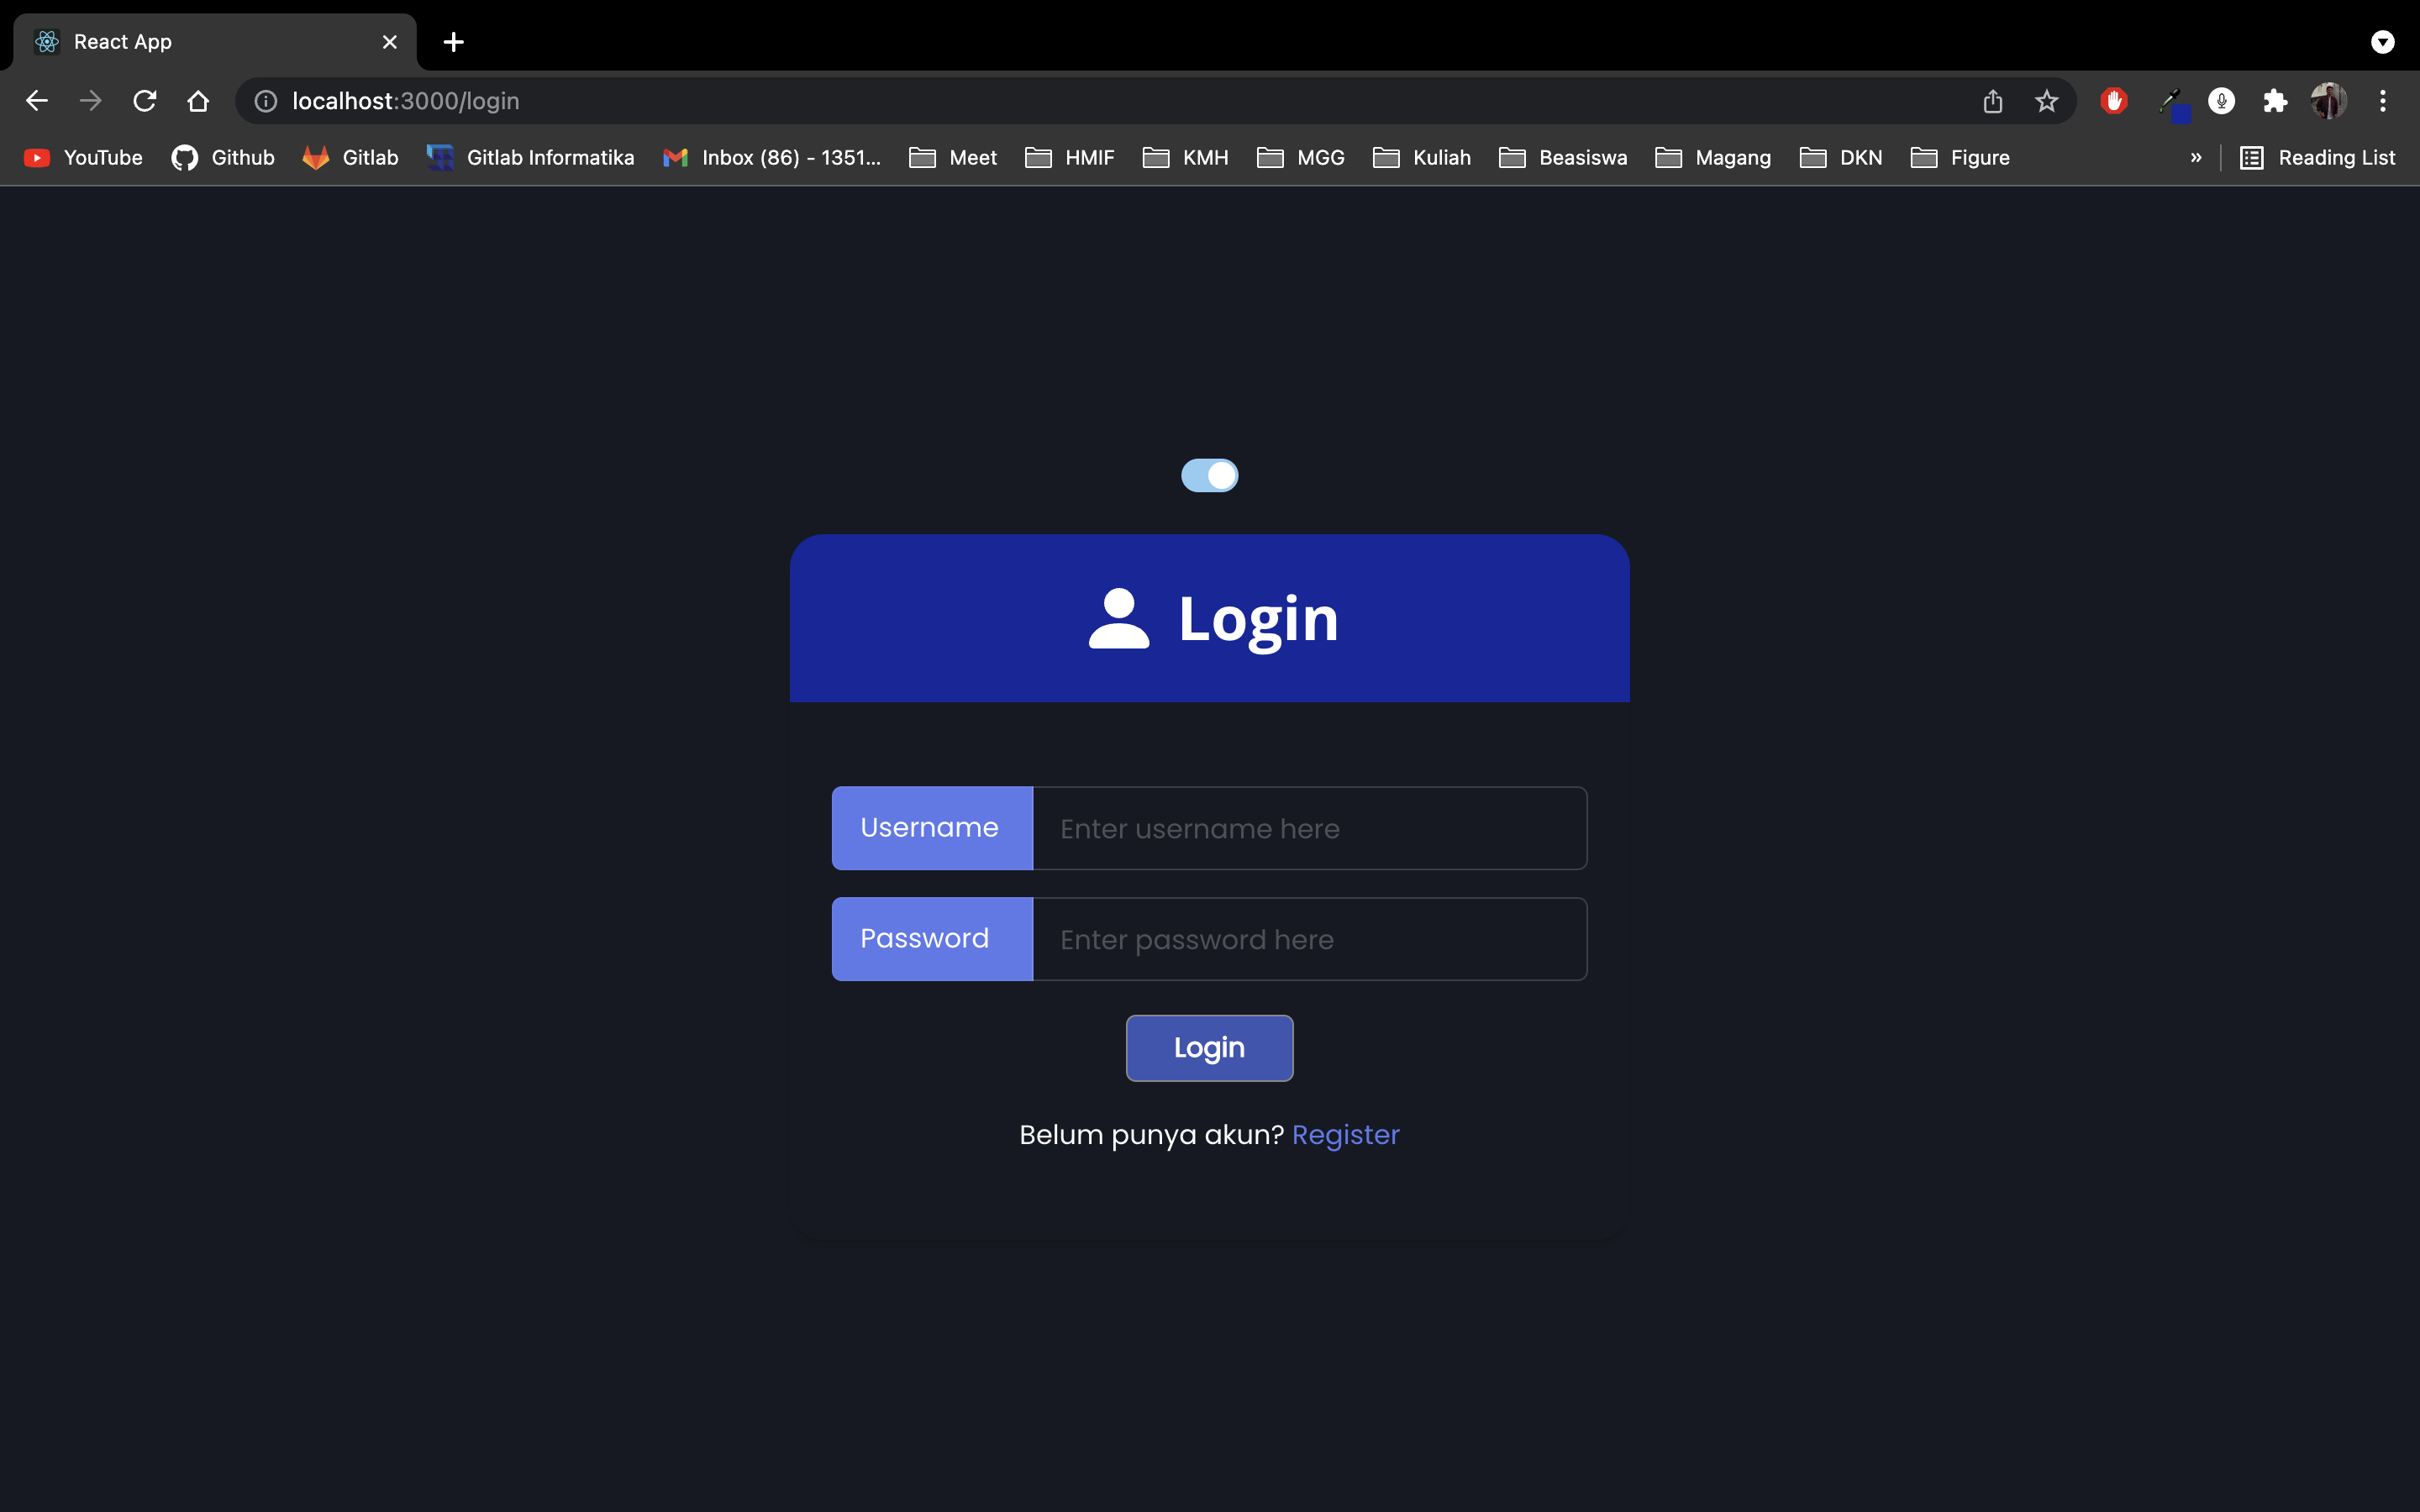 React App
localhost:3000/login
YouTube Github Gitlab Gitlab Informatika Inbox (86) - 1351... Meet HMIF KMH MGG Kuliah Beasiswa Magang DKN Figure » Reading List
Login
Username Enter username here
Password Enter password here
Login
Belum punya akun? Register